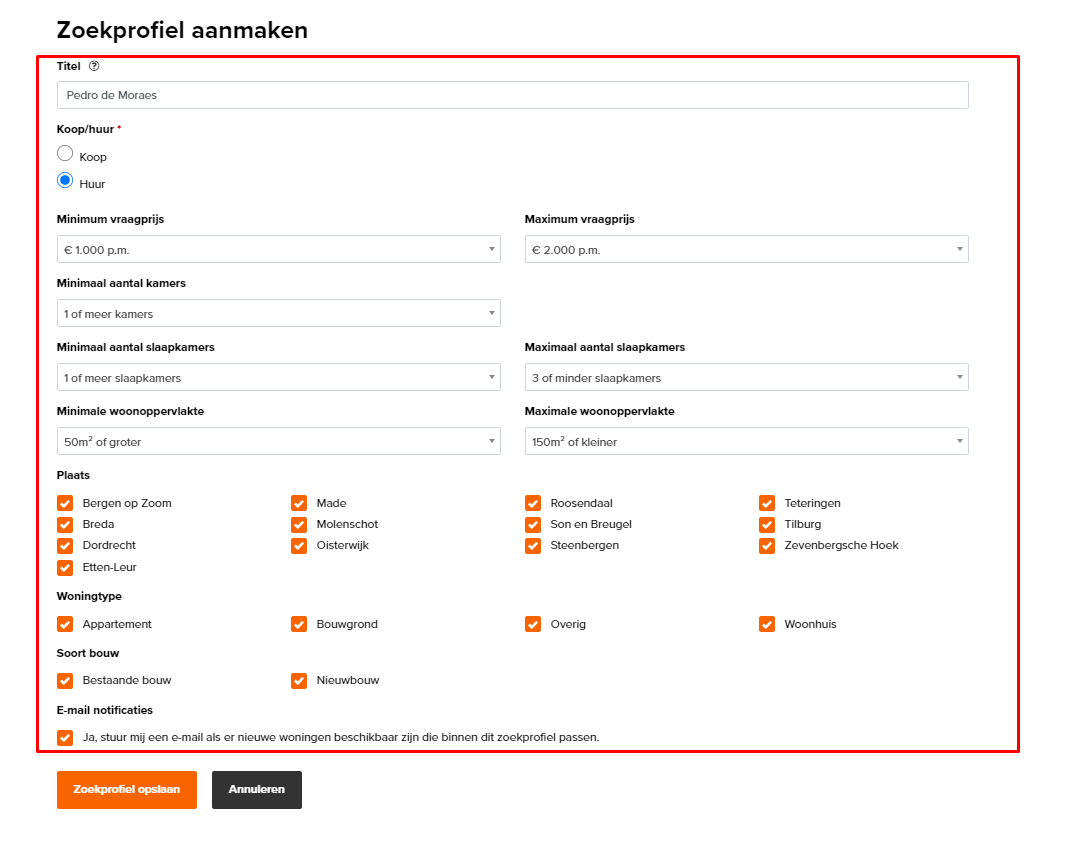 Zoekprofiel aanmaken
Titel ?
Pedro de Moraes
Koop/huur *
Koop
Huur
Minimum vraagprijs Maximum vraagprijs
€ 1.000 p.m. € 2.000 p.m.
Minimaal aantal kamers
1 of meer kamers
Minimaal aantal slaapkamers Maximaal aantal slaapkamers
1 of meer slaapkamers 3 of minder slaapkamers
Minimale woonoppervlakte Maximale woonoppervlakte
50m² of groter 150m² of kleiner
Plaats
Bergen op Zoom Made Roosendaal Teteringen
Breda Molenschot Son en Breugel Tilburg
Dordrecht Oisterwijk Steenbergen Zevenbergsche Hoek
Etten-Leur
Woningtype
Appartement Bouwgrond Overig Woonhuis
Soort bouw
Bestaande bouw Nieuwbouw
E-mail notificaties
Ja, stuur mij een e-mail als er nieuwe woningen beschikbaar zijn die binnen dit zoekprofiel passen.
Zoekprofiel opslaan Annuleren